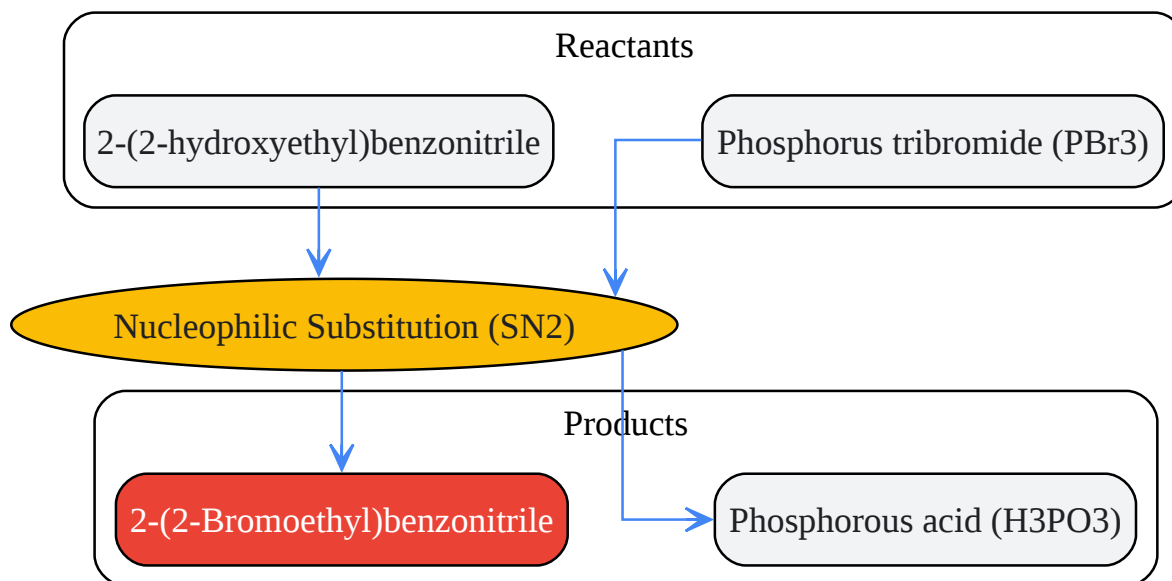 Reactants
2-(2-hydroxyethyl)benzonitrile
Phosphorus tribromide (PBr3)
Nucleophilic Substitution (SN2)
Products
2-(2-Bromoethyl)benzonitrile
Phosphorous acid (H3PO3)